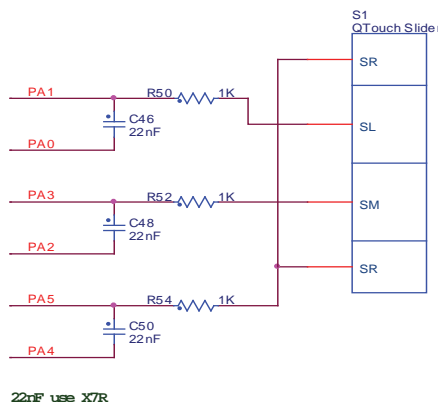 S1
QTouch Slider
SR
PA1
R50
1K
C46
22nF
SL
PA0
PA3
R52
1K
SM
C48
22nF
PA2
SR
PA5
R54
1K
C50
22nF
PA4
22nF use X7R